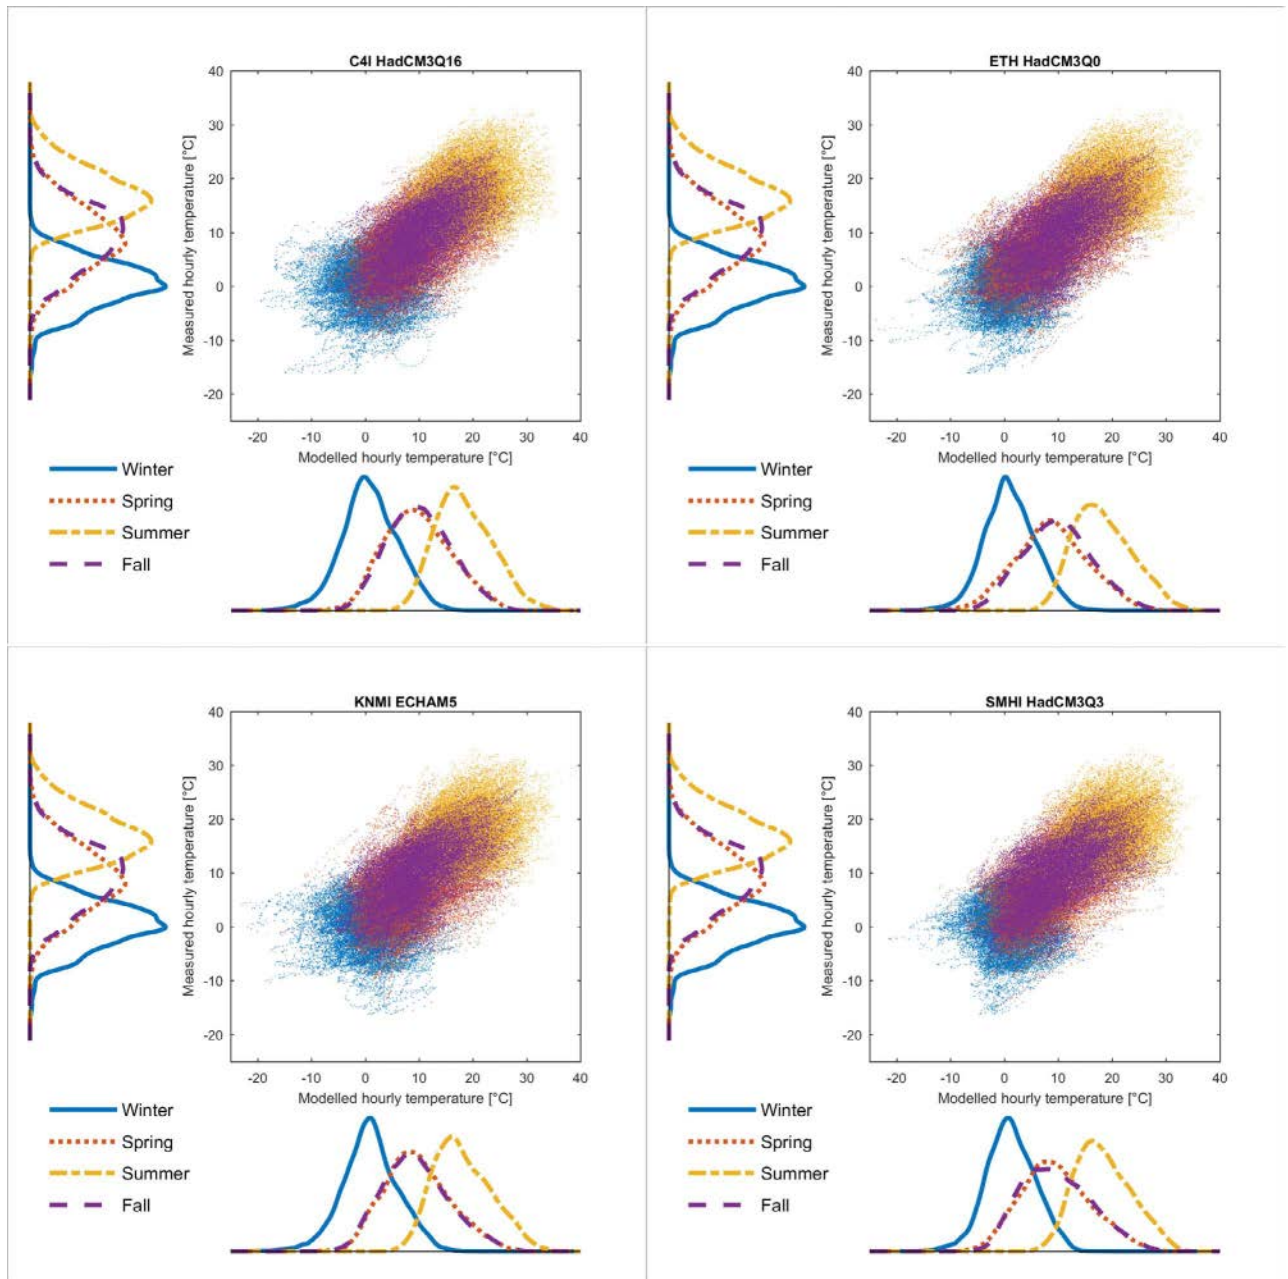 C4I HadCM3Q16
40
30
20
10
0
-10
-20
Measured hourly temperature [°C]
-20 -10 0 10 20 30 40
Modelled hourly temperature [°C]
Winter
Spring
Summer
Fall
ETH HadCM3Q0
40
30
20
10
0
-10
-20
Measured hourly temperature [°C]
-20 -10 0 10 20 30 40
Modelled hourly temperature [°C]
Winter
Spring
Summer
Fall
KNMI ECHAM5
40
30
20
10
0
-10
-20
Measured hourly temperature [°C]
-20 -10 0 10 20 30 40
Modelled hourly temperature [°C]
Winter
Spring
Summer
Fall
SMHI HadCM3Q3
40
30
20
10
0
-10
-20
Measured hourly temperature [°C]
-20 -10 0 10 20 30 40
Modelled hourly temperature [°C]
Winter
Spring
Summer
Fall